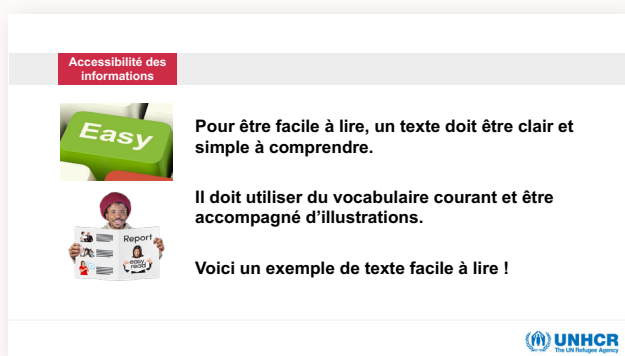 Accessibilité des
informations
Easy
Pour être facile à lire, un texte doit être clair et
simple à comprendre.
Report
easy
read
Il doit utiliser du vocabulaire courant et être
accompagné d’illustrations.
Voici un exemple de texte facile à lire !
UNHCR
The UN Refugee Agency